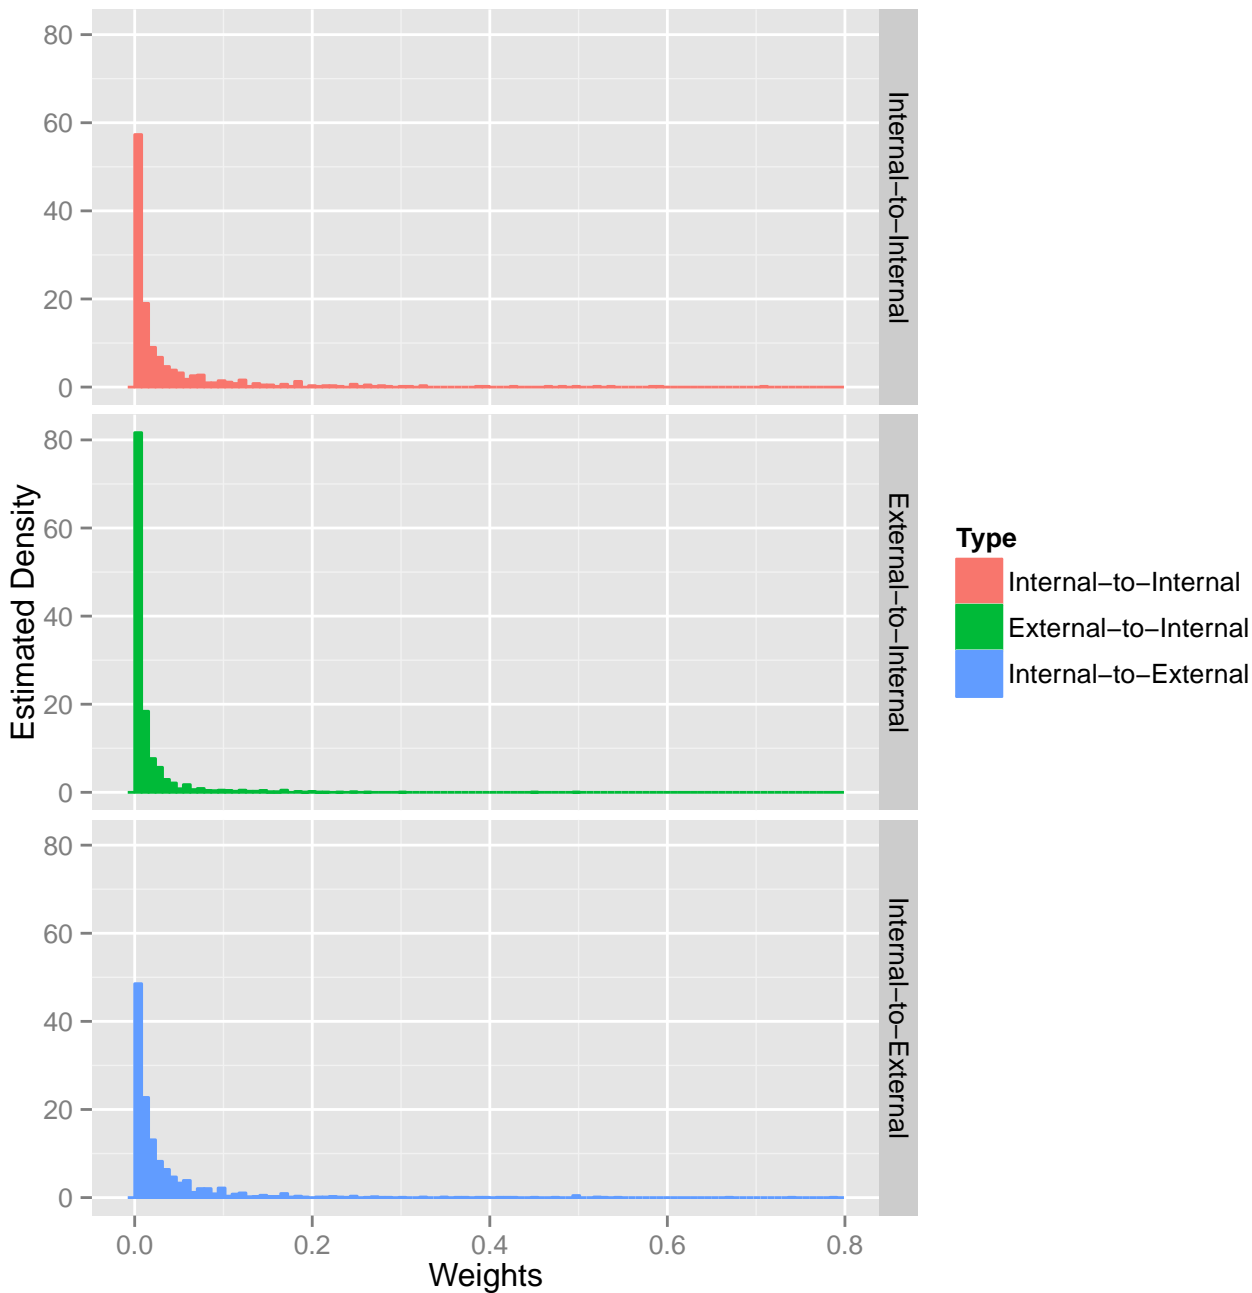 80
60
40
20
0
Internal−to−Internal
80
60
40
20
0
External−to−Internal
80
60
40
20
0
Internal−to−External
0.0 0.2 0.4 0.6 0.8
Weights
Estimated Density
Type
Internal−to−Internal
External−to−Internal
Internal−to−External